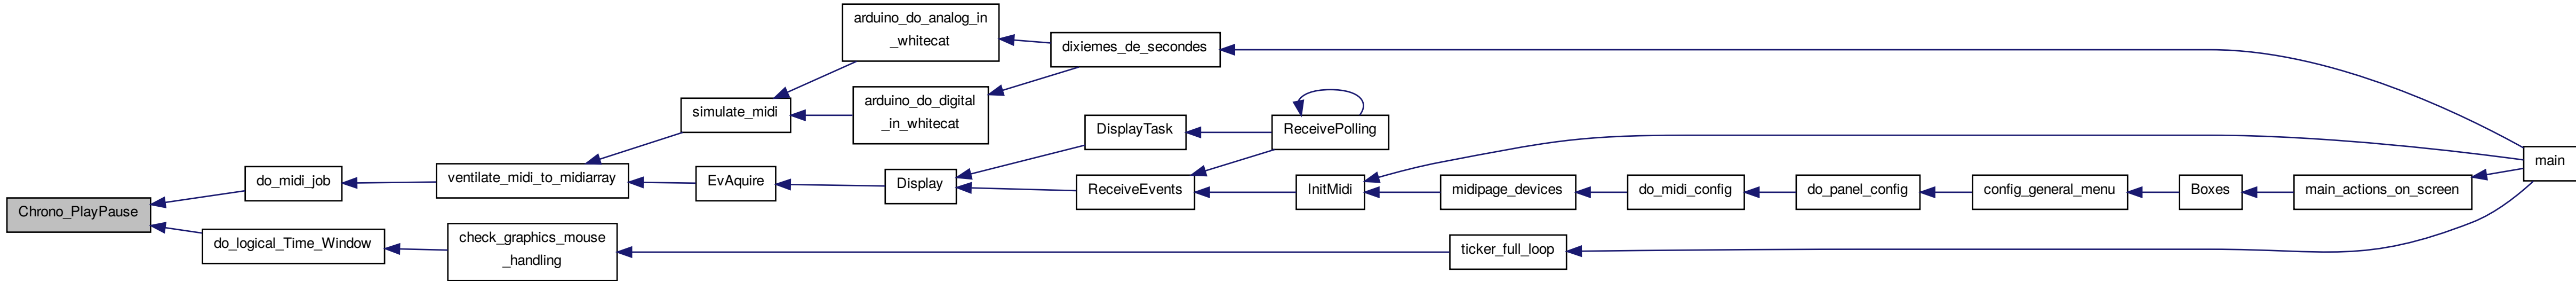 arduino_do_analog_in
_whitecat
dixiemes_de_secondes
simulate_midi
arduino_do_digital
_in_whitecat
DisplayTask
ReceivePolling
main
do_midi_job
ventilate_midi_to_midiarray
EvAquire
Display
ReceiveEvents
InitMidi
midipage_devices
do_midi_config
do_panel_config
config_general_menu
Boxes
main_actions_on_screen
Chrono_PlayPause
do_logical_Time_Window
check_graphics_mouse
_handling
ticker_full_loop